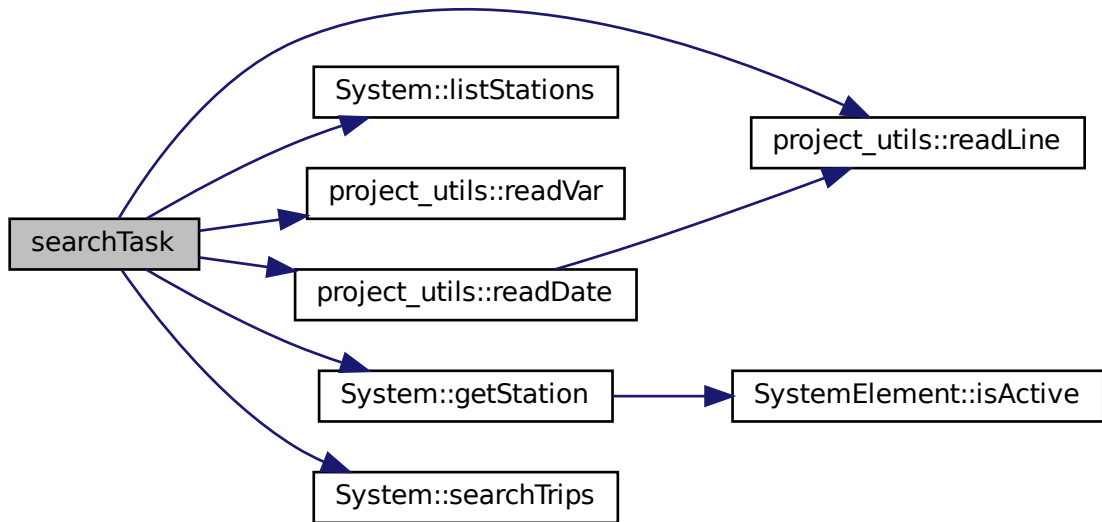 System::listStations
project_utils::readLine
project_utils::readVar
searchTask
project_utils::readDate
System::getStation
SystemElement::isActive
System::searchTrips